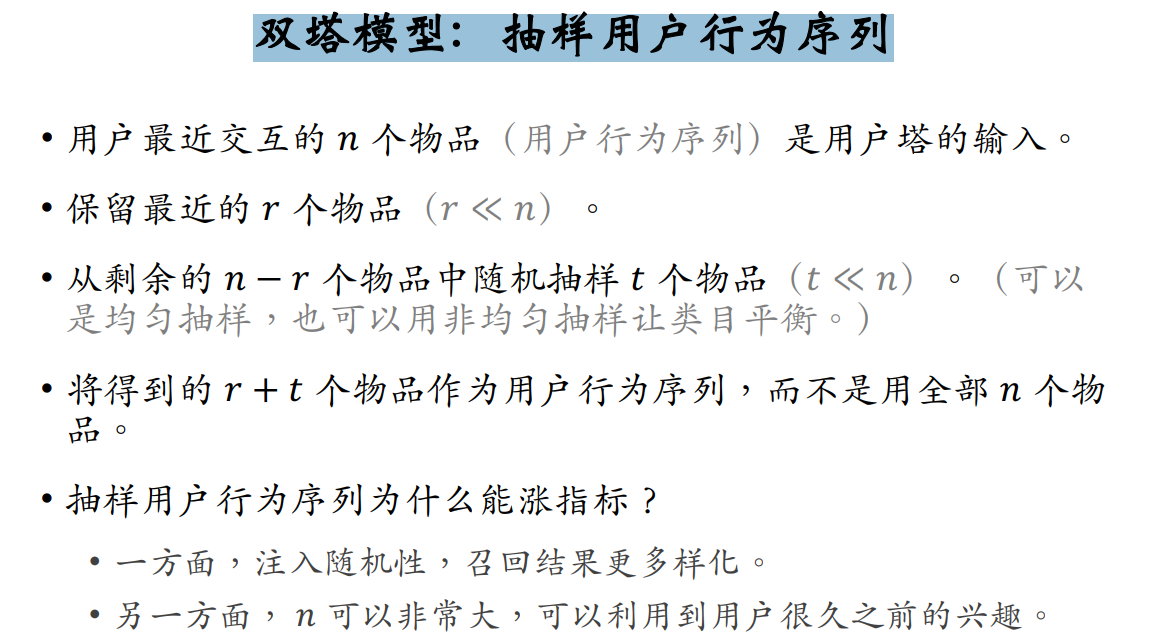 双塔模型：抽样用户行为序列
• 用户最近交互的 n 个物品（用户行为序列）是用户塔的输入。
• 保留最近的 r 个物品（r ≪ n）。
• 从剩余的 n − r 个物品中随机抽样 t 个物品（t ≪ n）。（可以
是均匀抽样，也可以用非均匀抽样让类目平衡。）
• 将得到的 r + t 个物品作为用户行为序列，而不是用全部 n 个物
品。
• 抽样用户行为序列为什么能涨指标？
• 一方面，注入随机性，召回结果更多样化。
• 另一方面，n 可以非常大，可以利用到用户很久之前的兴趣。